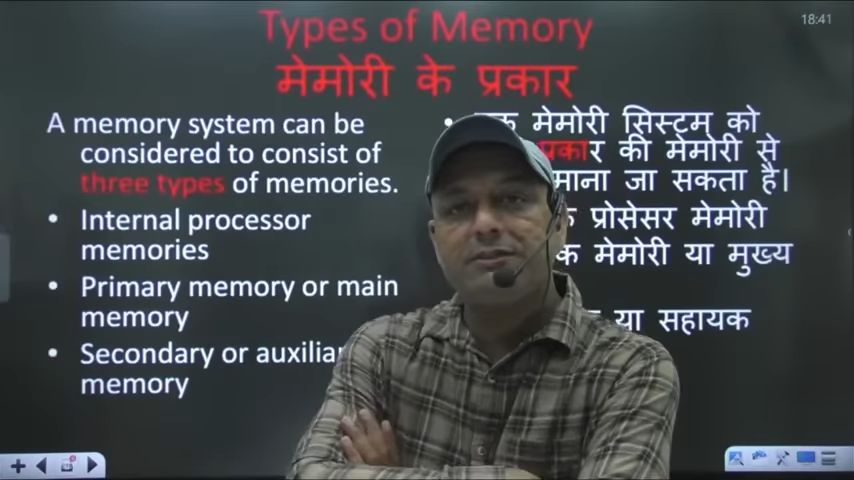 18:41
Types of Memory
मेमोरी के प्रकार
A memory system can be
considered to consist of
three types of memories.
• Internal processor
memories
• Primary memory or main
memory
• Secondary or auxiliar
memory
• मेमोरी सिस्टम को
प्रकार की मेमोरी से
माना जा सकता है।
प्रोसेसर मेमोरी
मेमोरी या मुख्य
या सहायक